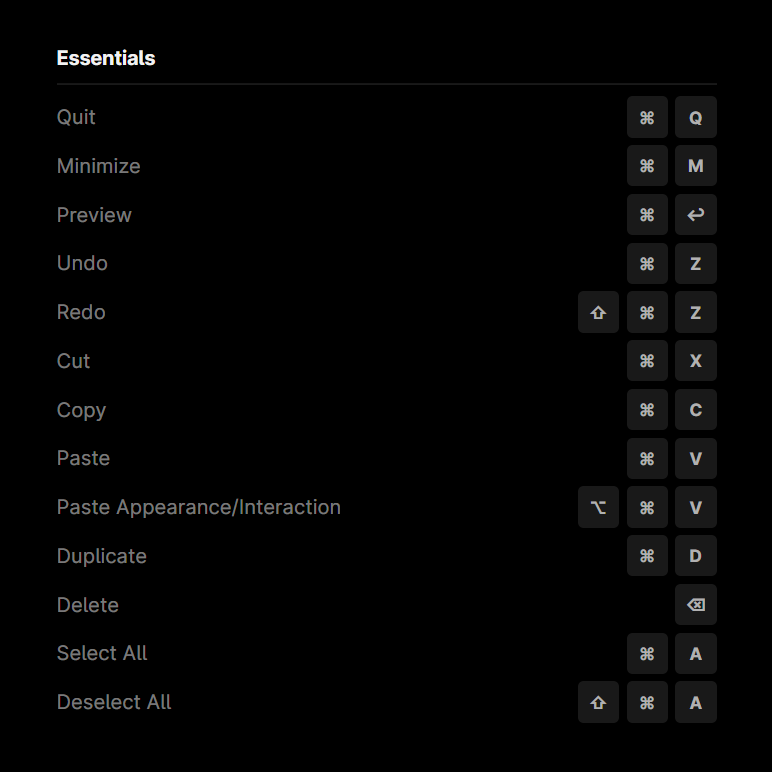 Essentials
Quit ⌘ Q
Minimize ⌘ M
Preview ⌘ ↩
Undo ⌘ Z
Redo ⇧ ⌘ Z
Cut ⌘ X
Copy ⌘ C
Paste ⌘ V
Paste Appearance/Interaction ⌥ ⌘ V
Duplicate ⌘ D
Delete ⌫
Select All ⌘ A
Deselect All ⇧ ⌘ A